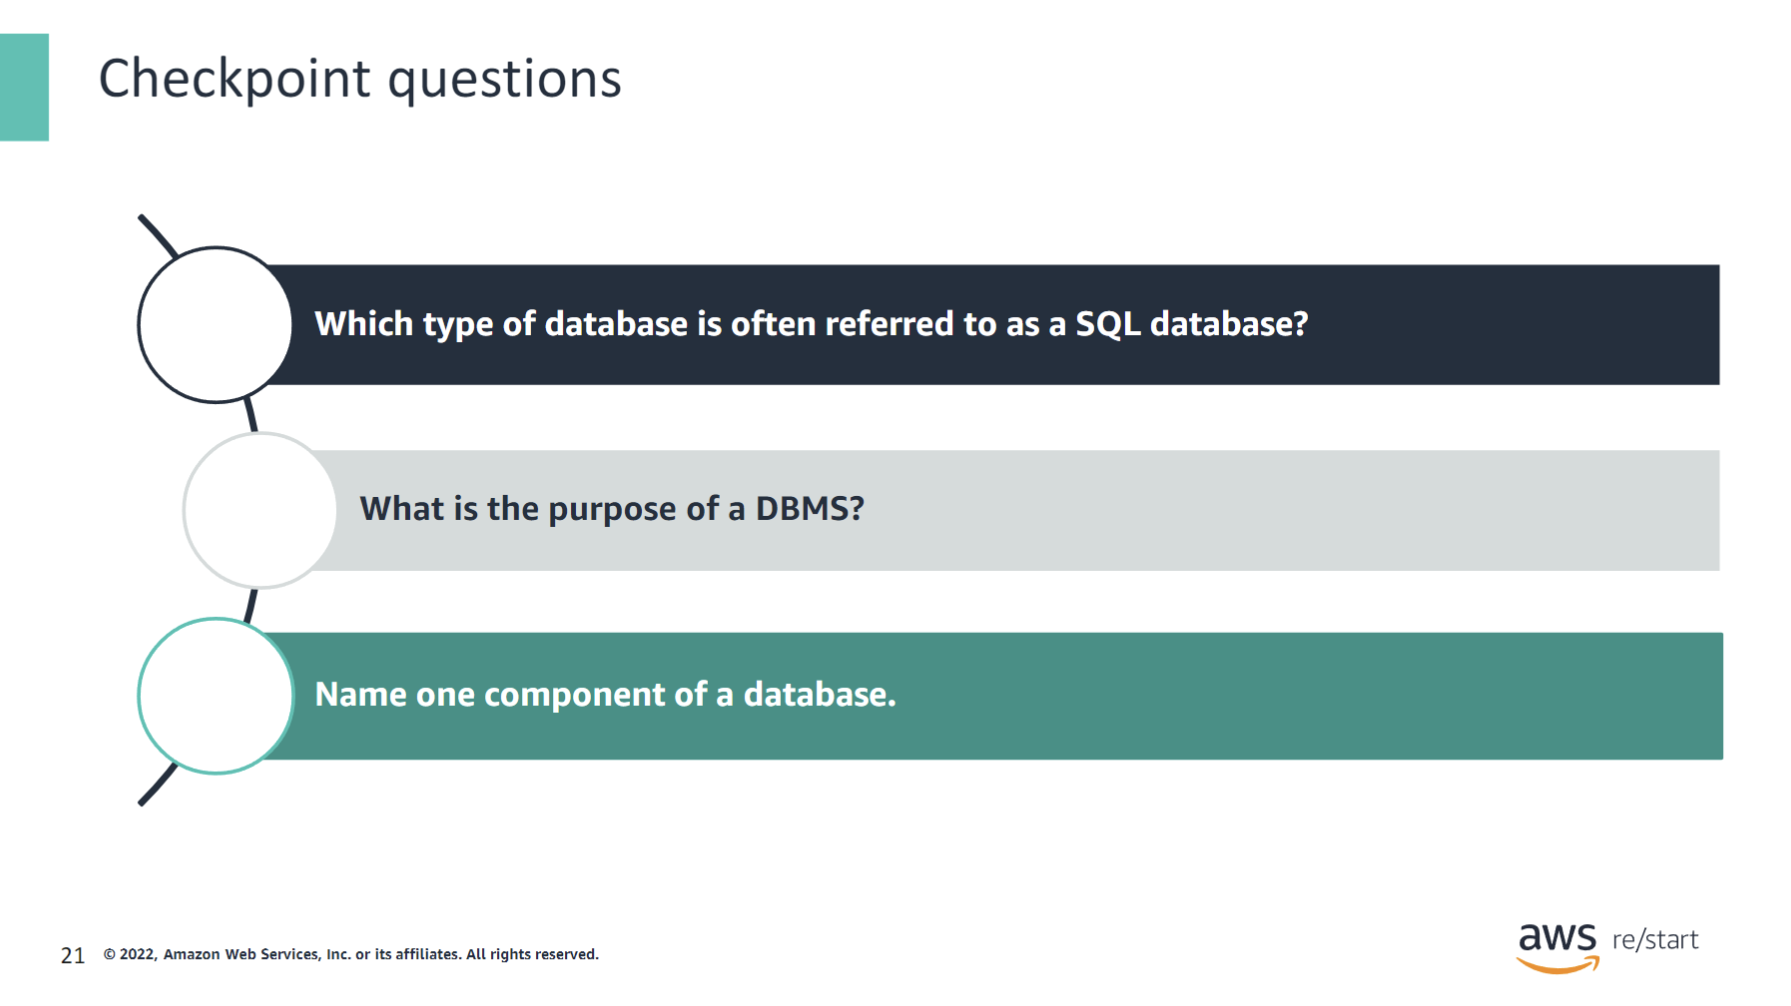 Checkpoint questions
Which type of database is often referred to as a SQL database?
What is the purpose of a DBMS?
Name one component of a database.
21 © 2022, Amazon Web Services, Inc. or its affiliates. All rights reserved.
aws re/start